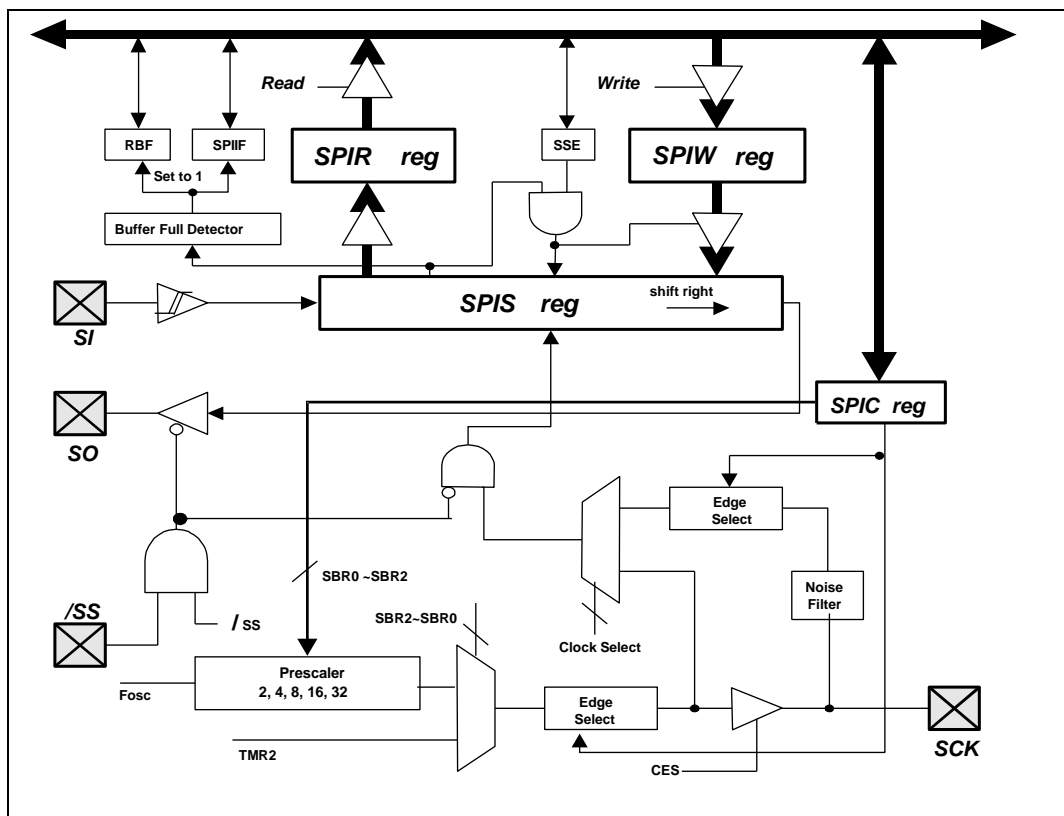 Read
Write
RBF
SPIIF
SPIR reg
SSE
SPIW reg
Set to 1
Buffer Full Detector
SPIS reg
shift right
SI
SPIC reg
SO
Edge
Select
SBR0 ~SBR2
Noise
Filter
/SS
/ SS
SBR2~SBR0
Clock Select
Prescaler
2, 4, 8, 16, 32
Fosc
Edge
Select
TMR2
SCK
CES